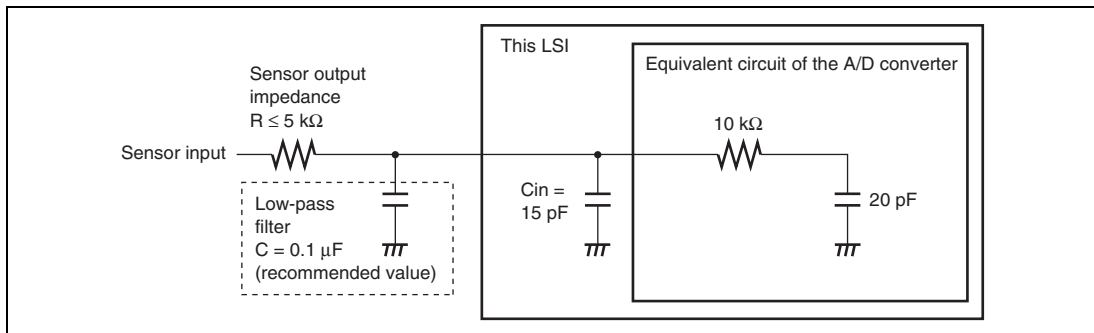 This LSI
Equivalent circuit of the A/D converter
Sensor output
impedance
R ≤ 5 kΩ
10 kΩ
Sensor input
Low-pass
filter
C = 0.1 μF
(recommended value)
Cin =
15 pF
20 pF